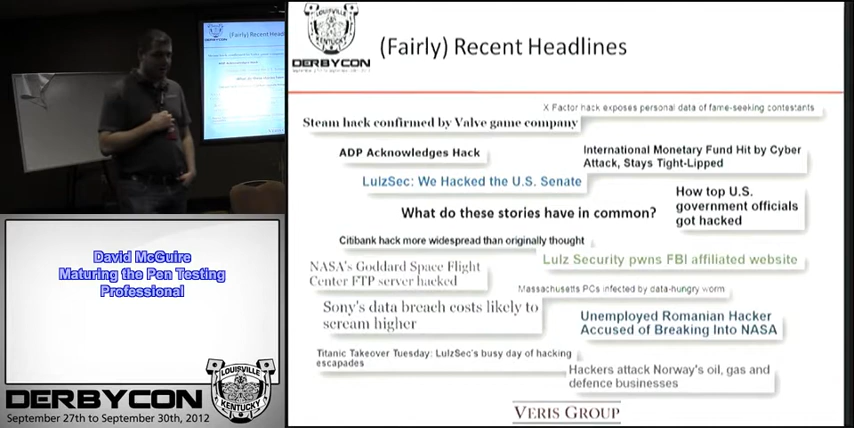 LOUISVILLE
KENTUCKY
DERBYCON
(Fairly) Recent Headlines
X Factor hack exposes personal data of fame-seeking contestants
Steam hack confirmed by Valve game company
ADP Acknowledges Hack
International Monetary Fund Hit by Cyber
Attack, Stays Tight-Lipped
LulzSec: We Hacked the U.S. Senate
How top U.S.
government officials
got hacked
What do these stories have in common?
Citibank hack more widespread than originally thought
Lulz Security pwns FBI affiliated website
NASA's Goddard Space Flight
Center FTP server hacked
Massachusetts PCs infected by data-hungry worm
Sony's data breach costs likely to
scream higher
Unemployed Romanian Hacker
Accused of Breaking Into NASA
Titanic Takeover Tuesday: LulzSec's busy day of hacking
escapades
Hackers attack Norway's oil, gas and
defence businesses
VERIS GROUP
(Fairly) Recent Headl
David McGuire
Maturing the Pen Testing
Professional
LOUISVILLE
KENTUCKY
DERBYCON
September 27th to September 30th, 2012